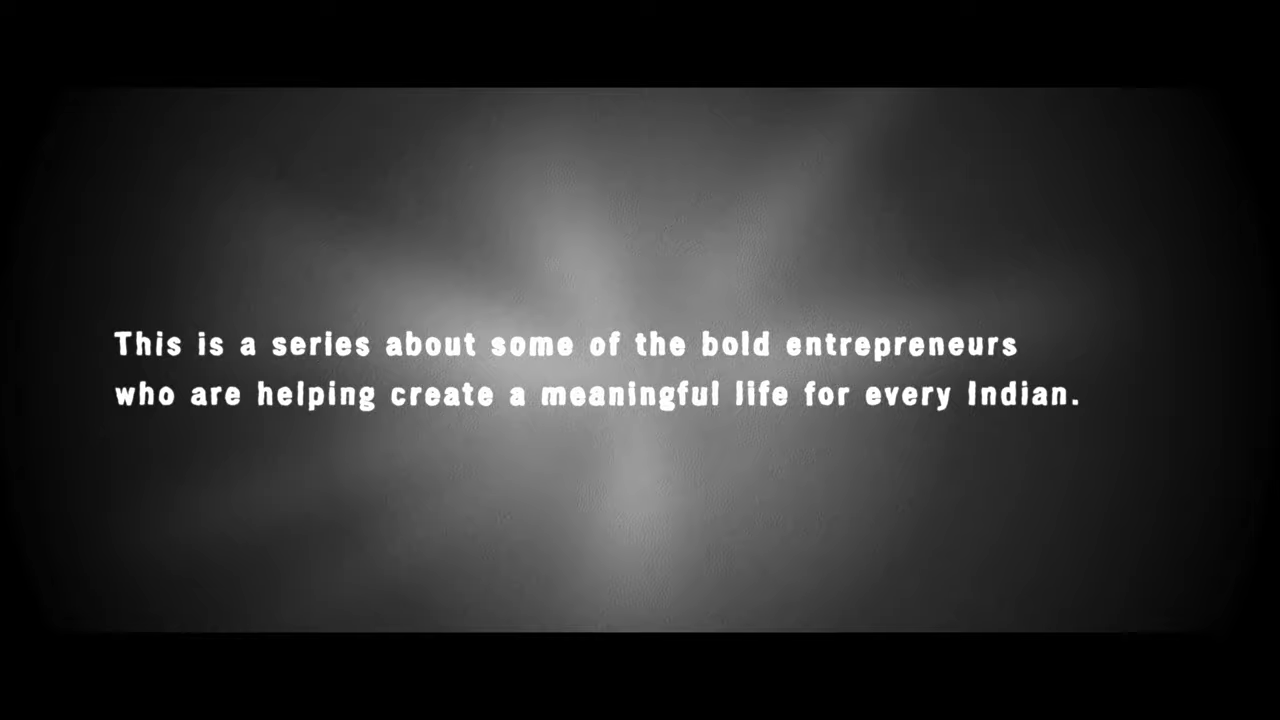 This is a series about some of the bold entrepreneurs
who are helping create a meaningful life for every Indian.